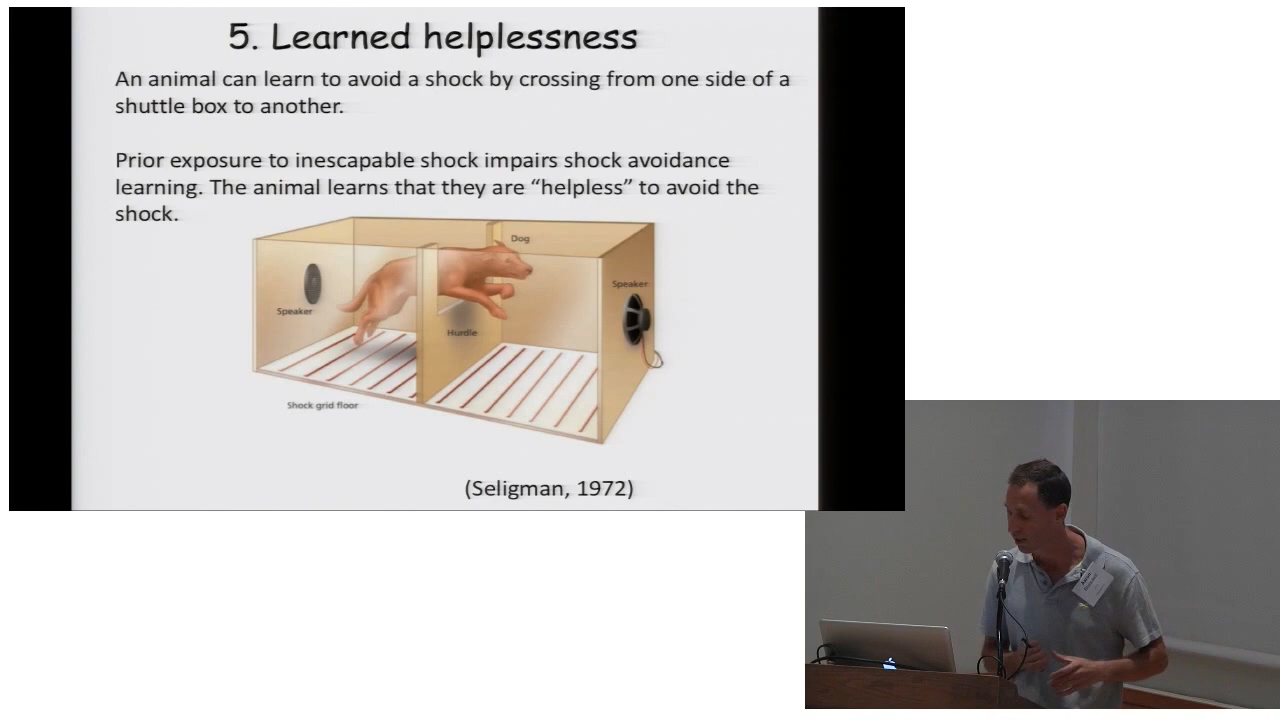 5. Learned helplessness
An animal can learn to avoid a shock by crossing from one side of a
shuttle box to another.
Prior exposure to inescapable shock impairs shock avoidance
learning. The animal learns that they are “helpless” to avoid the
shock.
Dog
Speaker
Speaker
Hurdle
Shock grid floor
(Seligman, 1972)